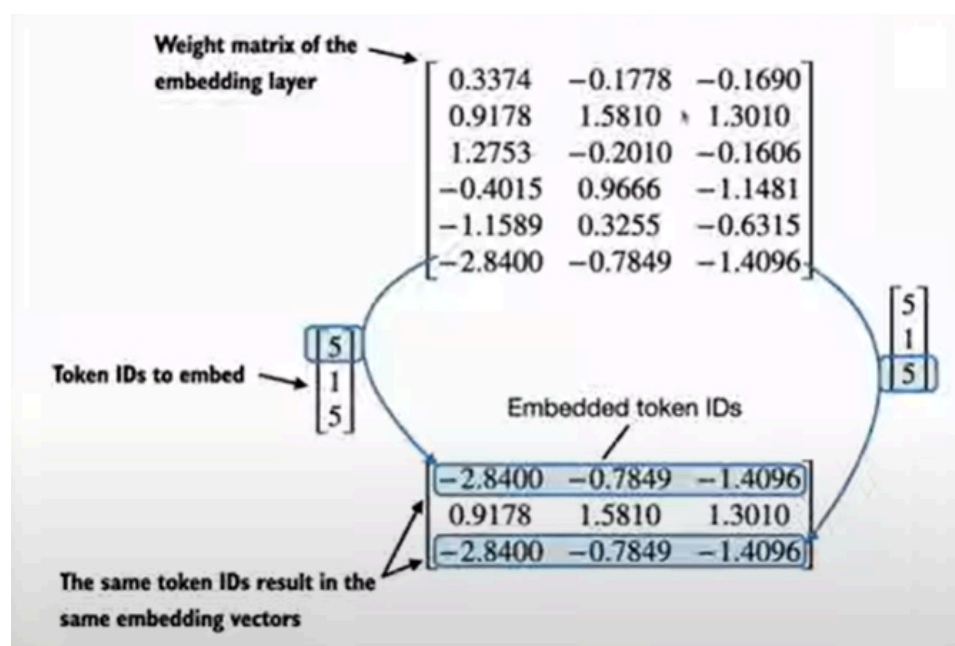 Weight matrix of the
embedding layer
0.3374 −0.1778 −0.1690
0.9178 1.5810 1.3010
1.2753 −0.2010 −0.1606
−0.4015 0.9666 −1.1481
−1.1589 0.3255 −0.6315
−2.8400 −0.7849 −1.4096
5
1
5
Token IDs to embed
5
1
5
Embedded token IDs
−2.8400 −0.7849 −1.4096
0.9178 1.5810 1.3010
−2.8400 −0.7849 −1.4096
The same token IDs result in the
same embedding vectors